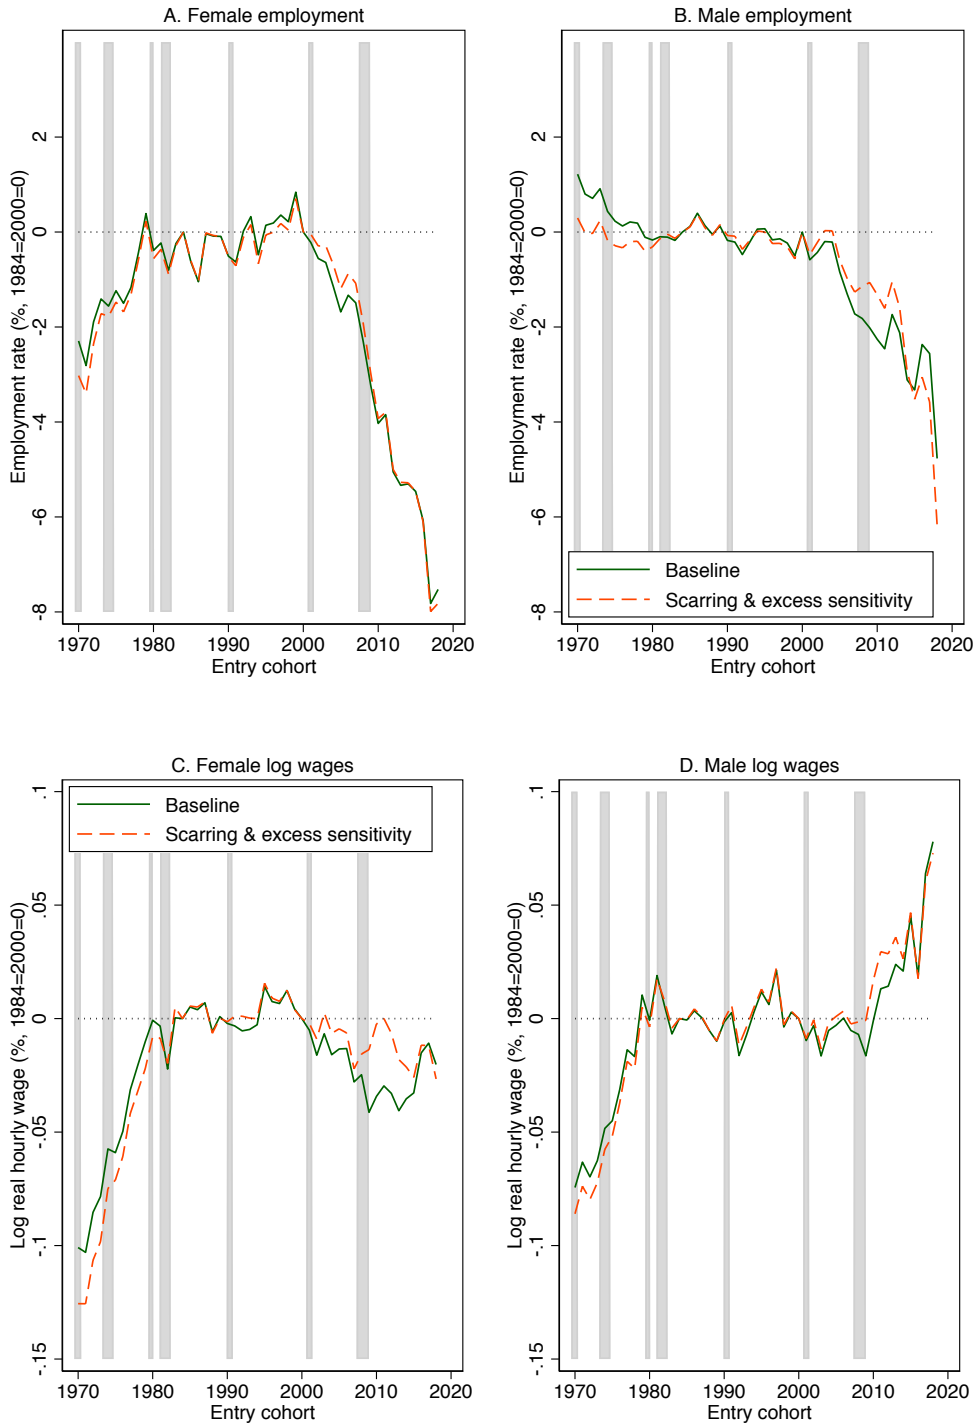 A. Female employment
Employment rate (%, 1984=2000=0)
2
0
-2
-4
-6
-8
1970 1980 1990 2000 2010 2020
Entry cohort
B. Male employment
Employment rate (%, 1984=2000=0)
2
0
-2
-4
-6
-8
Baseline
Scarring & excess sensitivity
1970 1980 1990 2000 2010 2020
Entry cohort
C. Female log wages
Baseline
Scarring & excess sensitivity
Log real hourly wage (%, 1984=2000=0)
.1
.05
0
-.05
-.1
-.15
1970 1980 1990 2000 2010 2020
Entry cohort
D. Male log wages
Log real hourly wage (%, 1984=2000=0)
.1
.05
0
-.05
-.1
-.15
1970 1980 1990 2000 2010 2020
Entry cohort